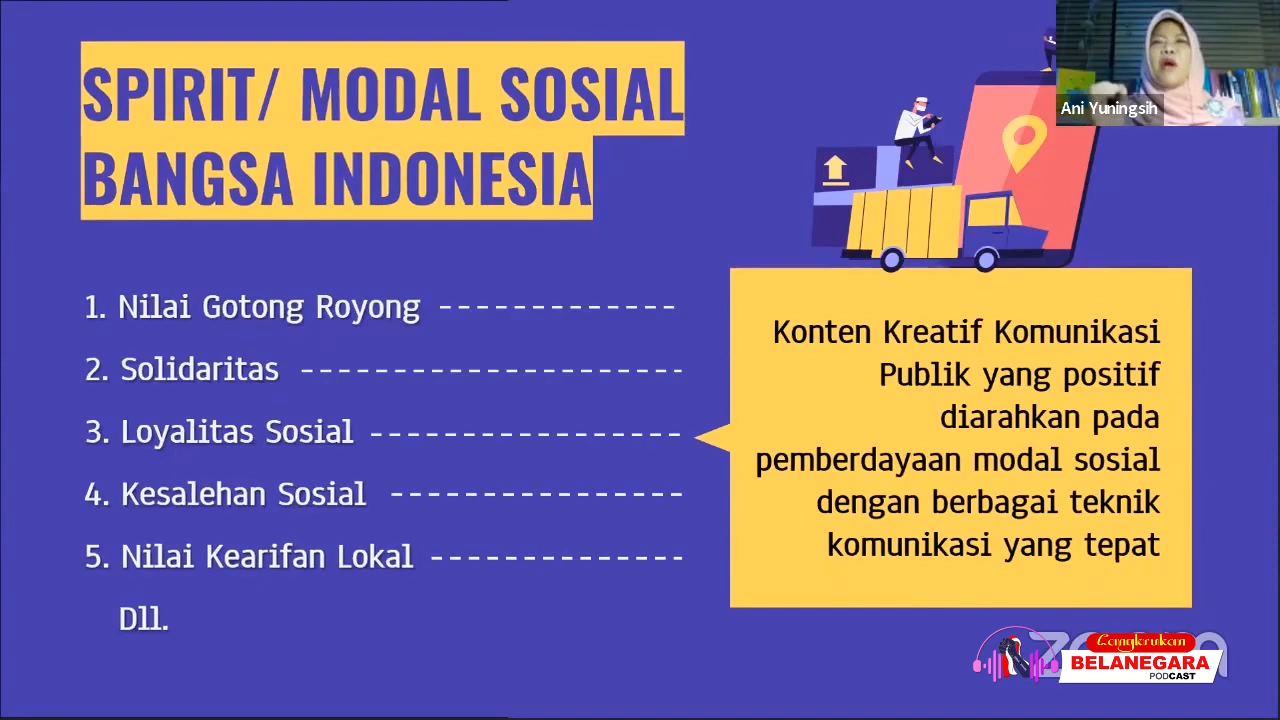 SPIRIT/ MODAL SOSIAL
BANGSA INDONESIA
1. Nilai Gotong Royong -------------
2. Solidaritas ---------------------
3. Loyalitas Sosial -----------------
4. Kesalehan Sosial ----------------
5. Nilai Kearifan Lokal --------------
Dll.
Konten Kreatif Komunikasi
Publik yang positif
diarahkan pada
pemberdayaan modal sosial
dengan berbagai teknik
komunikasi yang tepat
Ani Yuningsih
zoom
Cangkrukan
BELANEGARA
PODCAST